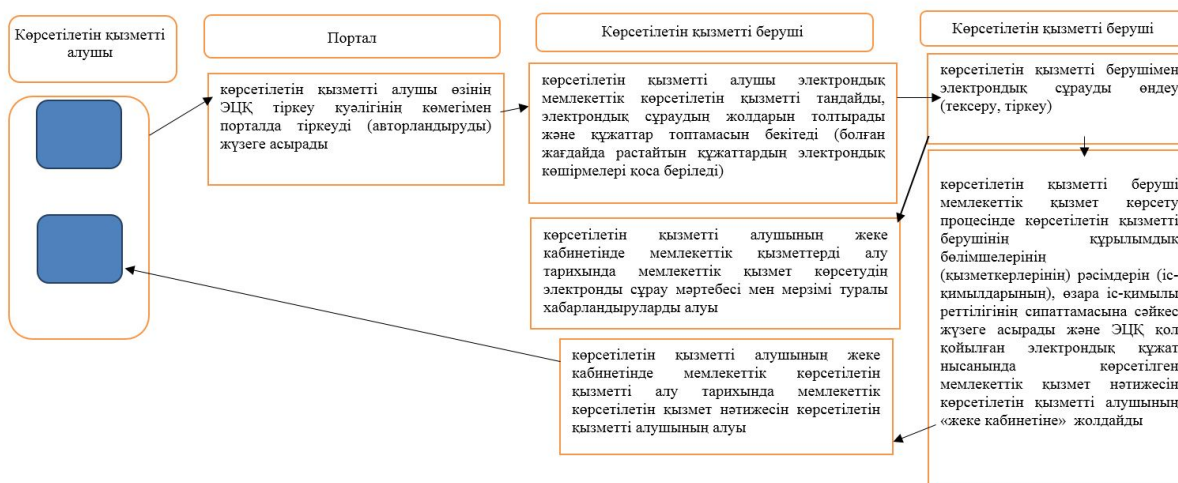 Көрсетілетін қызметті
алушы
Портал
Көрсетілетін қызметті беруші
Көрсетілетін қызметті беруші
көрсетілетін қызметті алушы өзінің
ЭЦҚ тіркеу куәлігінің көмегімен
порталда тіркеуді (авторландыруды)
жүзеге асырады
көрсетілетін қызметті алушы электрондық
мемлекеттік көрсетілетін қызметті тандайды,
электрондық сұраудың жолдарын толтырады
және құжаттар топтамасын бекітеді (болған
жағдайда растайтын құжаттардың электрондық
көшірмелері қоса беріледі)
көрсетілетін қызметті берушімен
электрондық сұрауды өндеу
(тексеру, тіркеу)
көрсетілетін қызметті алушының жеке
кабинетінде мемлекеттік қызметтерді алу
тарихында мемлекеттік қызмет көрсетудің
электронды сұрау мәртебесі мен мерзімі туралы
хабарландыруларды алуы
көрсетілетін қызметті беруші
мемлекеттік қызмет көрсету
процесінде көрсетілетін қызметті
берушінің құрылымдық
бөлімшелерінің
(қызметкерлерінің) рәсімдерін (іс-
қимылдарының), өзара іс-қимылы
реттілігінің сипаттамасына сәйкес
жүзеге асырады және ЭЦҚ қол
қойылған электрондық құжат
нысанында көрсетілген
мемлекеттік қызмет нәтижесін
көрсетілетін қызметті алушының
«жеке кабинетіне» жолдайды
көрсетілетін қызметті алушының жеке
кабинетінде мемлекеттік көрсетілетін
қызметті алу тарихында мемлекеттік
көрсетілетін қызмет нәтижесін көрсетілетін
қызметті алушының алуы